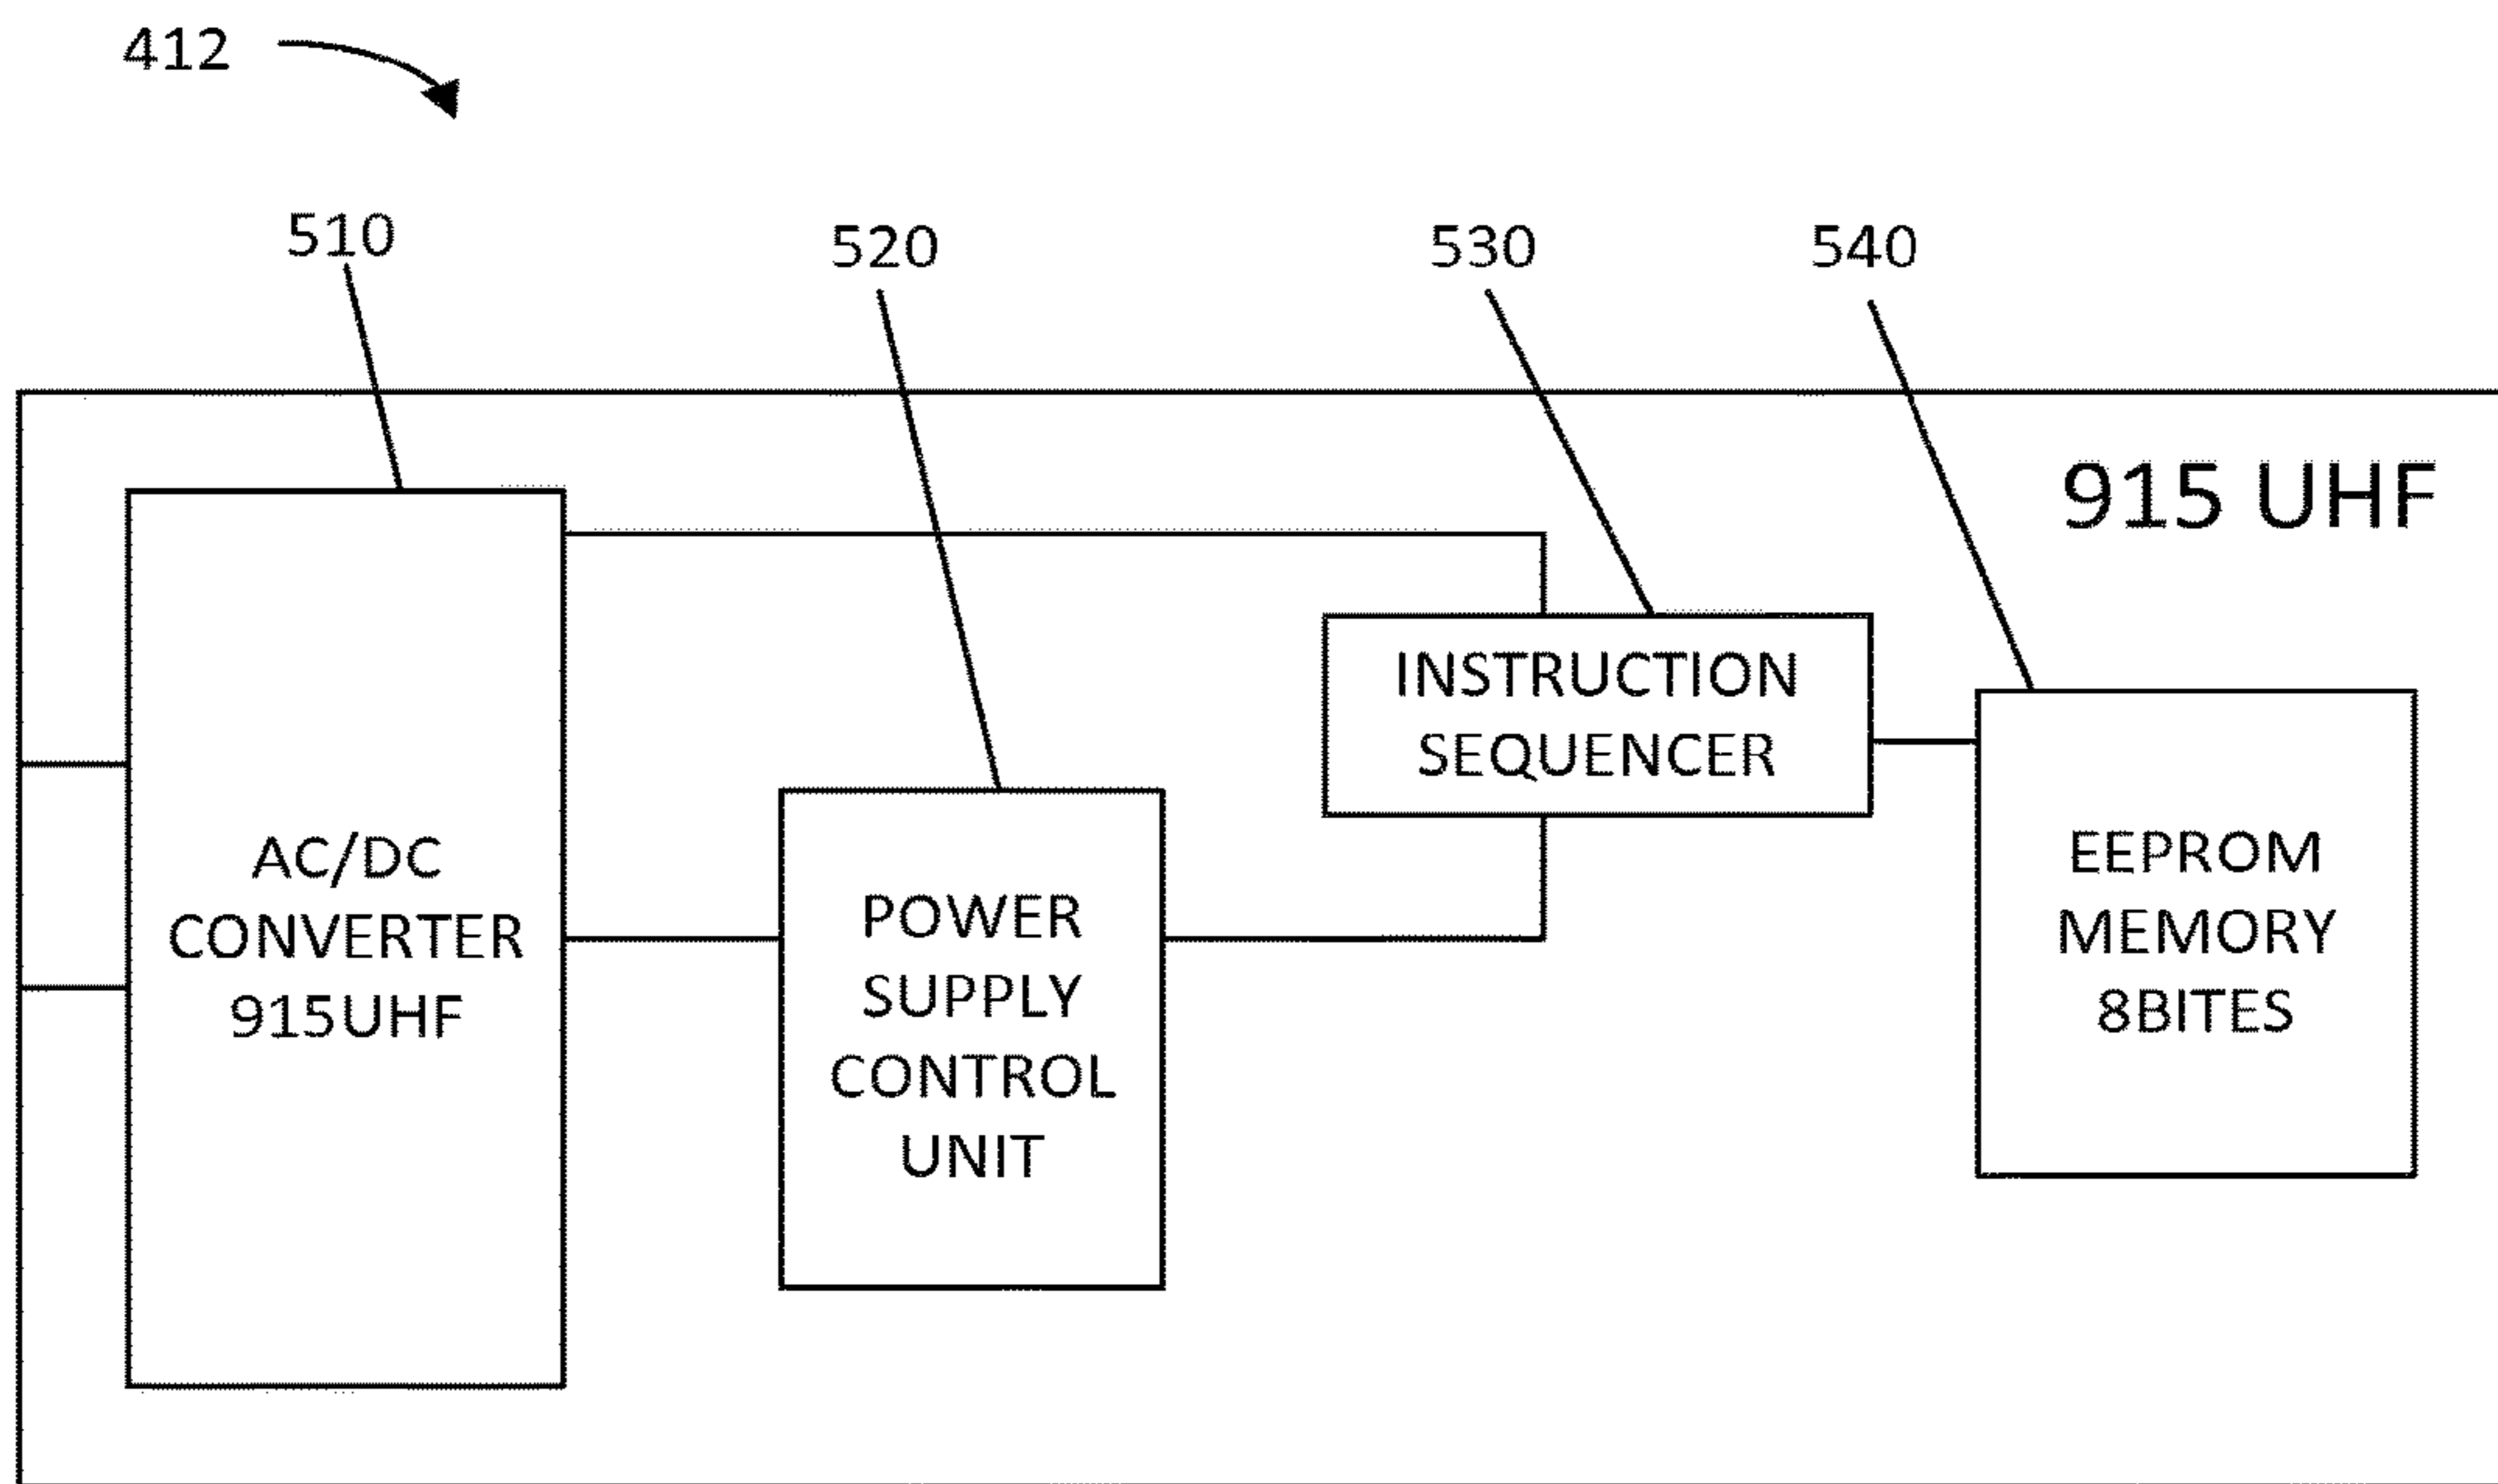 412
510
520
530
540
915 UHF
INSTRUCTION
SEQUENCER
AC/DC
CONVERTER
915UHF
POWER
SUPPLY
CONTROL
UNIT
EEPROM
MEMORY
8BITES